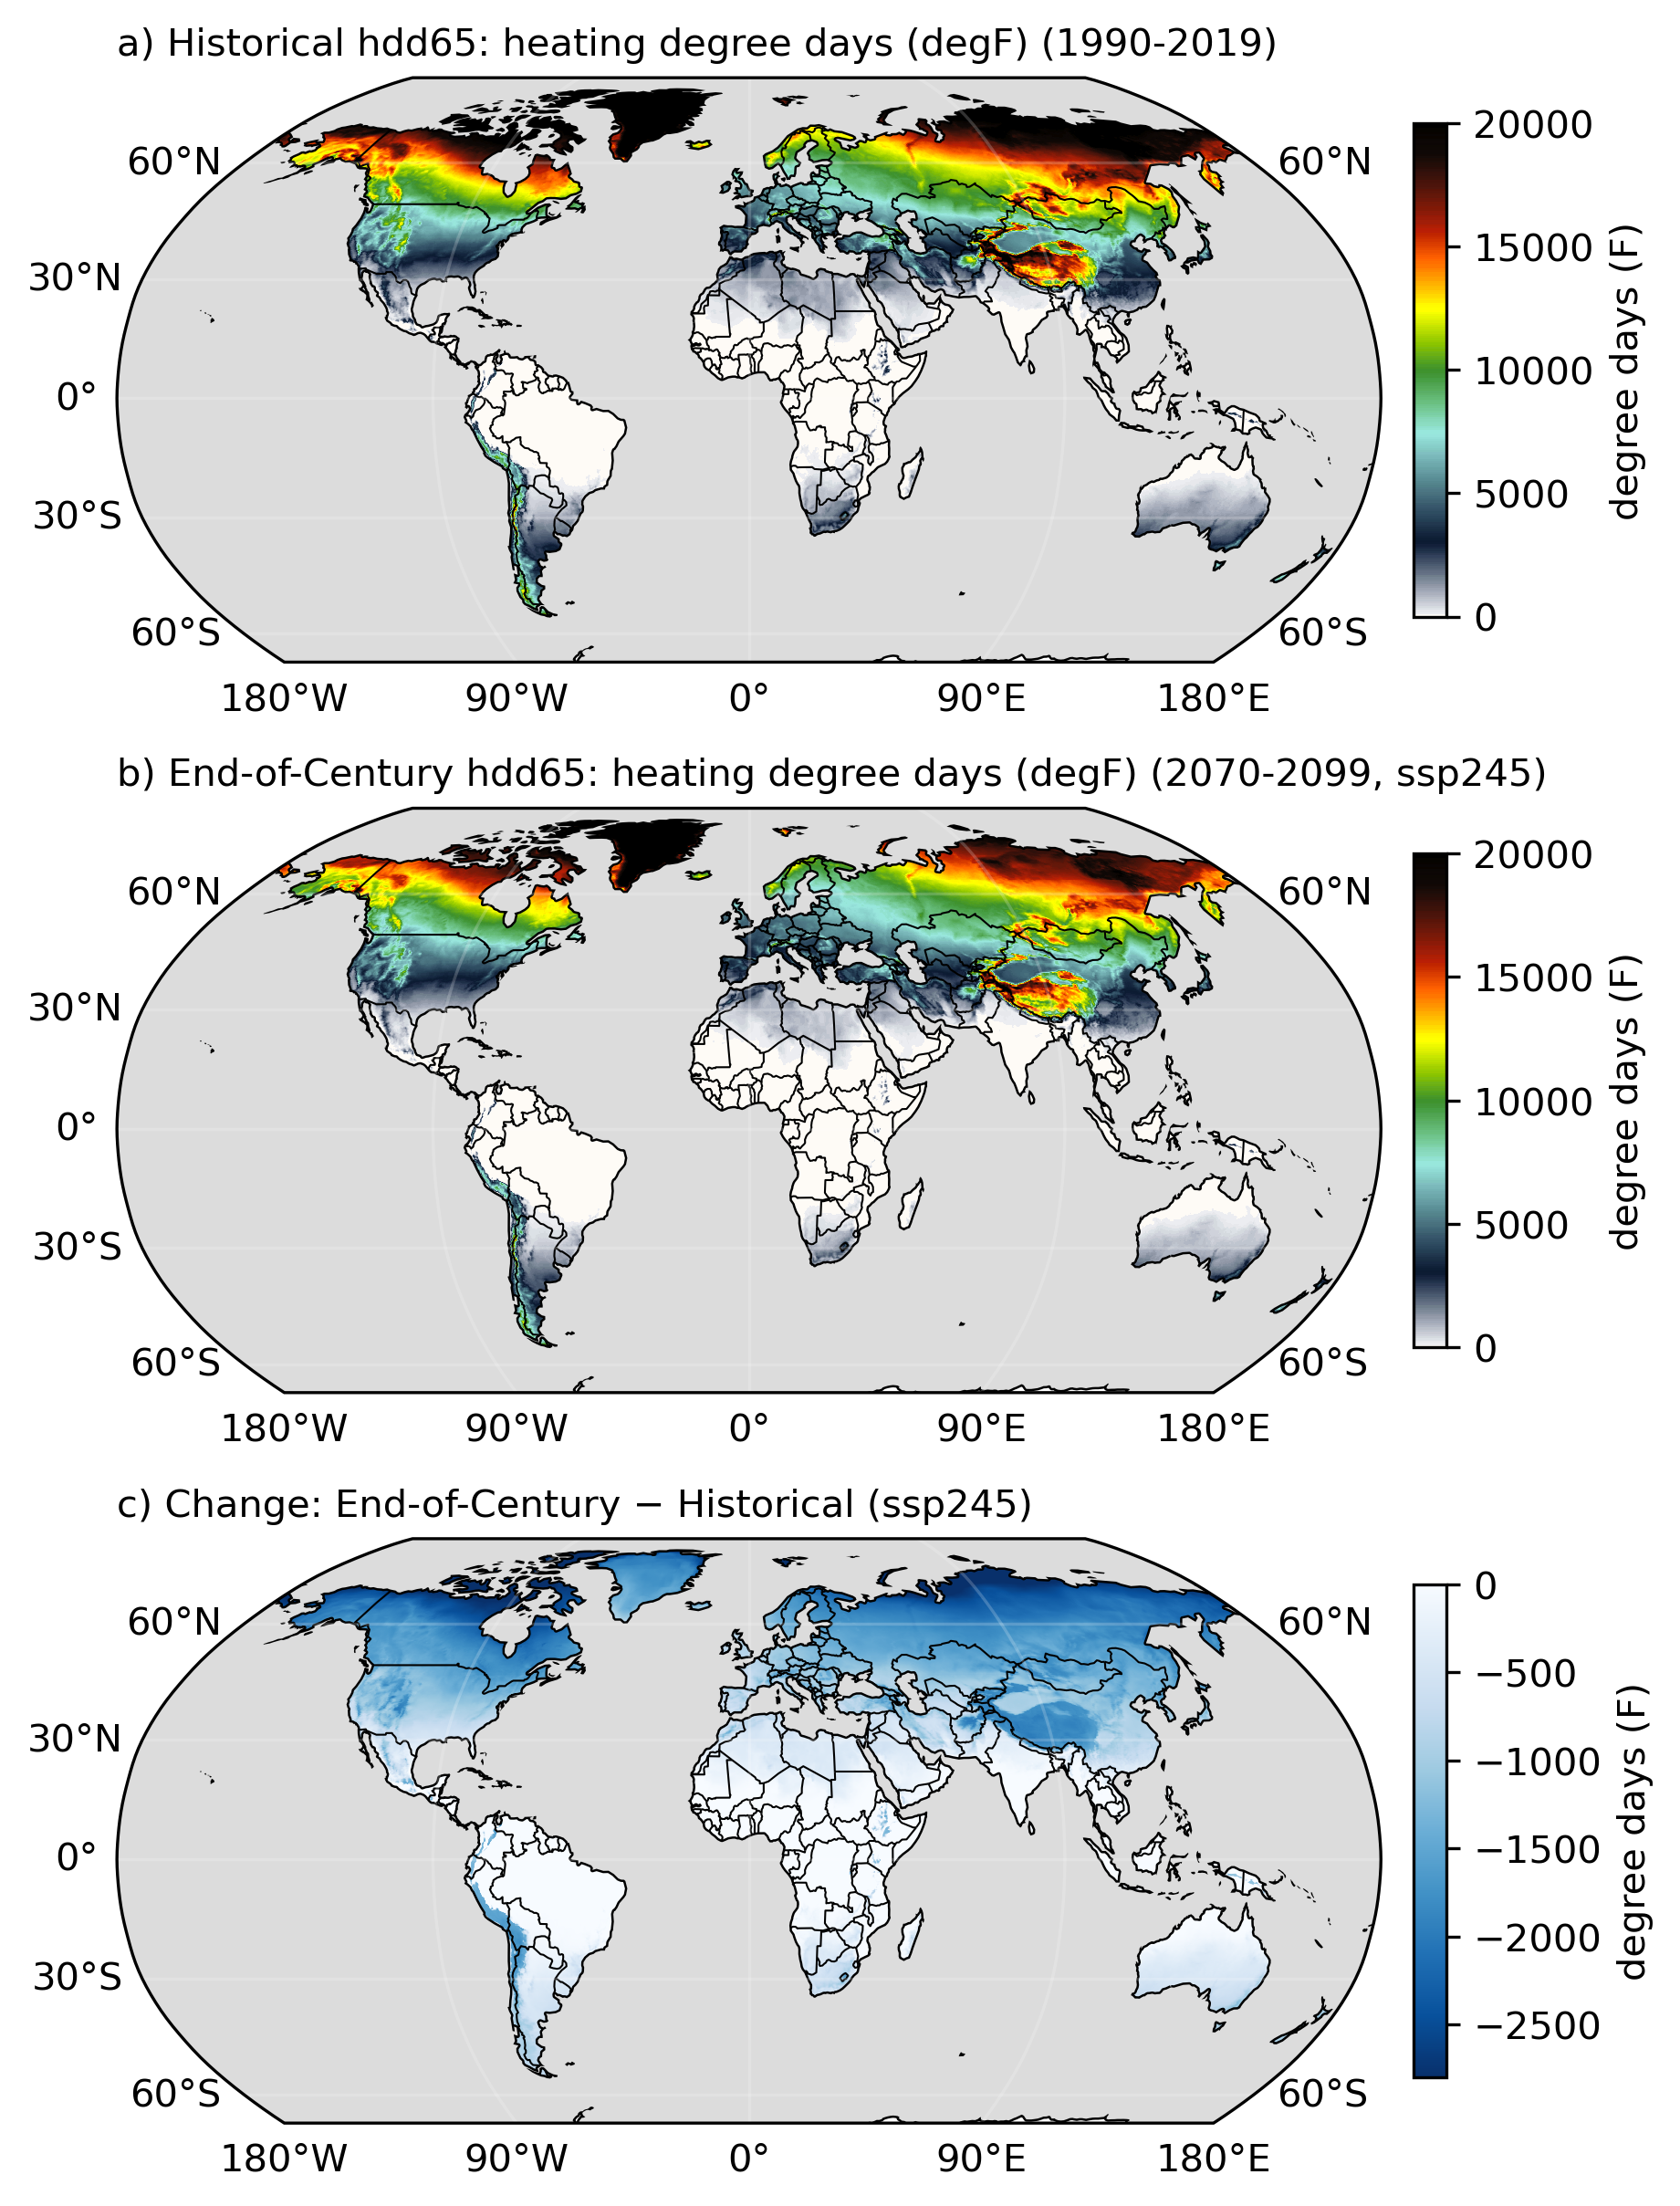 a) Historical hdd65: heating degree days (degF) (1990-2019)
60°N
60°N
30°N
0°
30°S
60°S
60°S
180°W
90°W
0°
90°E
180°E
20000
15000
10000
5000
0
degree days (F)
b) End-of-Century hdd65: heating degree days (degF) (2070-2099, ssp245)
60°N
60°N
30°N
0°
30°S
60°S
60°S
180°W
90°W
0°
90°E
180°E
20000
15000
10000
5000
0
degree days (F)
c) Change: End-of-Century − Historical (ssp245)
60°N
60°N
30°N
0°
30°S
60°S
60°S
180°W
90°W
0°
90°E
180°E
0
−500
−1000
−1500
−2000
−2500
degree days (F)